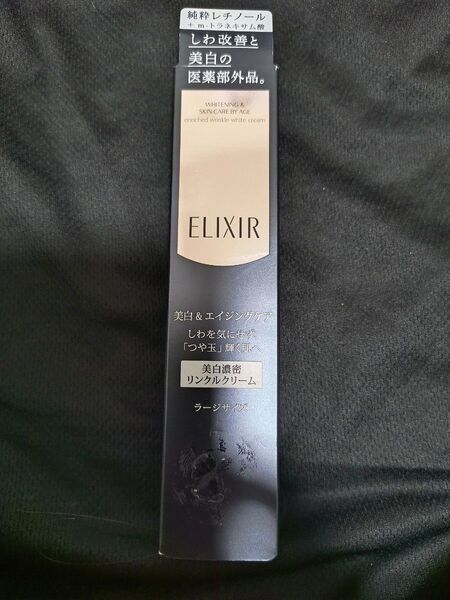 純粋レチノール
+ m-トラネキサム酸
しわ改善と
美白の
医薬部外品。
WHITENING &
SKIN CARE BY AGE
enriched wrinkle white cream
ELIXIR
美白&エイジングケア
しわを気にせず、
「つや玉」輝く肌へ
美白濃密
リンクルクリーム
ラージサイズ